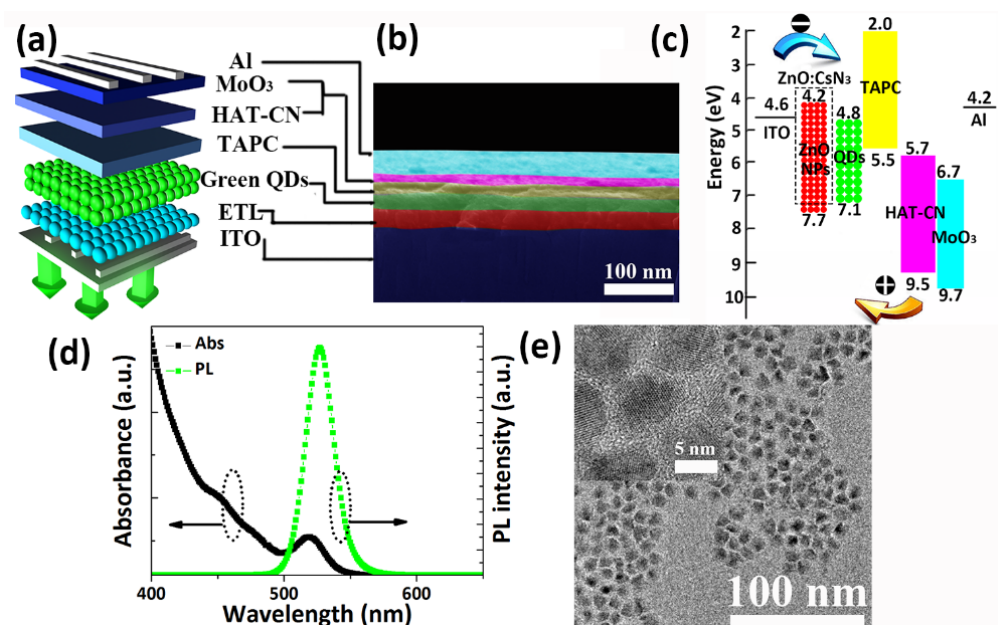 (a)
(b)
Al
MoO₃
HAT-CN
TAPC
Green QDs
ETL
ITO
100 nm
(c)
Energy (eV)
2
3
4
5
6
7
8
9
10
4.6
ITO
ZnO:CsN₃
4.2
ZnO
NPs
7.7
4.8
QDs
7.1
2.0
TAPC
5.5
5.7
HAT-CN
9.5
6.7
MoO₃
9.7
4.2
Al
(d)
Abs
PL
Absorbance (a.u.)
PL intensity (a.u.)
400
500
600
Wavelength (nm)
(e)
5 nm
100 nm